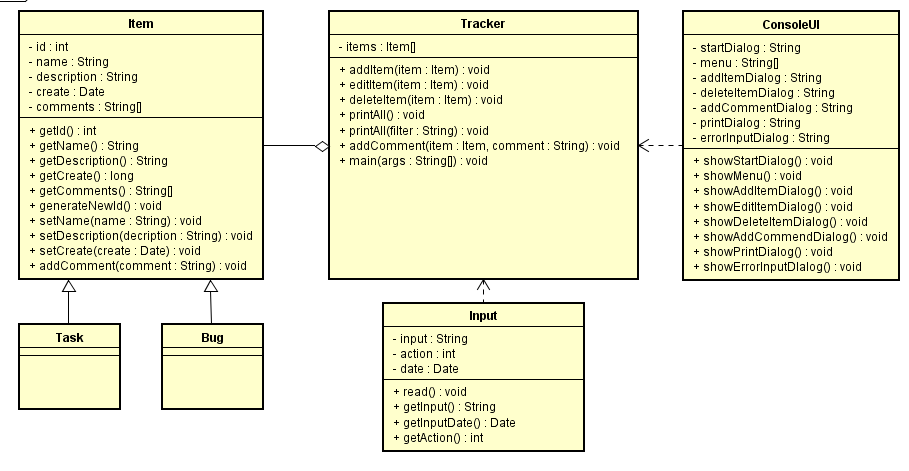 Item
- id : int
- name : String
- description : String
- create : Date
- comments : String[]
+ getId() : int
+ getName() : String
+ getDescription() : String
+ getCreate() : long
+ getComments() : String[]
+ generateNewId() : void
+ setName(name : String) : void
+ setDescription(decription : String) : void
+ setCreate(create : Date) : void
+ addComment(comment : String) : void
Tracker
- items : Item[]
+ addItem(item : Item) : void
+ editItem(item : Item) : void
+ deleteItem(item : Item) : void
+ printAll() : void
+ printAll(filter : String) : void
+ addComment(item : Item, comment : String) : void
+ main(args : String[]) : void
ConsoleUI
- startDialog : String
- menu : String[]
- addItemDialog : String
- deleteItemDialog : String
- addCommentDialog : String
- printDialog : String
- errorInputDialog : String
+ showStartDialog() : void
+ showMenu() : void
+ showAddItemDialog() : void
+ showEditItemDialog() : void
+ showDeleteItemDialog() : void
+ showAddCommendDialog() : void
+ showPrintDialog() : void
+ showErrorInputDialog() : void
Task
Bug
Input
- input : String
- action : int
- date : Date
+ read() : void
+ getInput() : String
+ getInputDate() : Date
+ getAction() : int